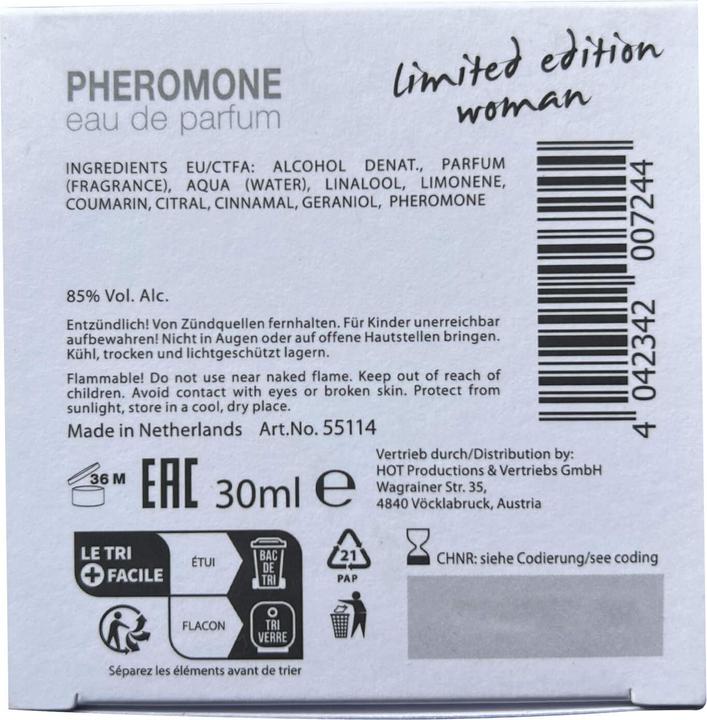 PHEROMONE
eau de parfum
limited edition
woman
INGREDIENTS EU/CTFA: ALCOHOL DENAT., PARFUM
(FRAGRANCE), AQUA (WATER), LINALOOL, LIMONENE,
COUMARIN, CITRAL, CINNAMAL, GERANIOL, PHEROMONE
4 042342 007244
85% Vol. Alc.
Entzündlich! Von Zündquellen fernhalten. Für Kinder unerreichbar
aufbewahren! Nicht in Augen oder auf offene Hautstellen bringen.
Kühl, trocken und lichtgeschützt lagern.
Flammable! Do not use near naked flame. Keep out of reach of
children. Avoid contact with eyes or broken skin. Protect from
sunlight, store in a cool, dry place.
Made in Netherlands Art.No. 55114
36 M
EAC
30ml e
Vertrieb durch/Distribution by:
HOT Productions & Vertriebs GmbH
Wagrainer Str. 35,
4840 Vöcklabruck, Austria
LE TRI
+ FACILE
ÉTUI
BAC
DE
TRI
FLACON
TRI
VERRE
Séparez les éléments avant de trier
21
PAP
CHNR: siehe Codierung/see coding